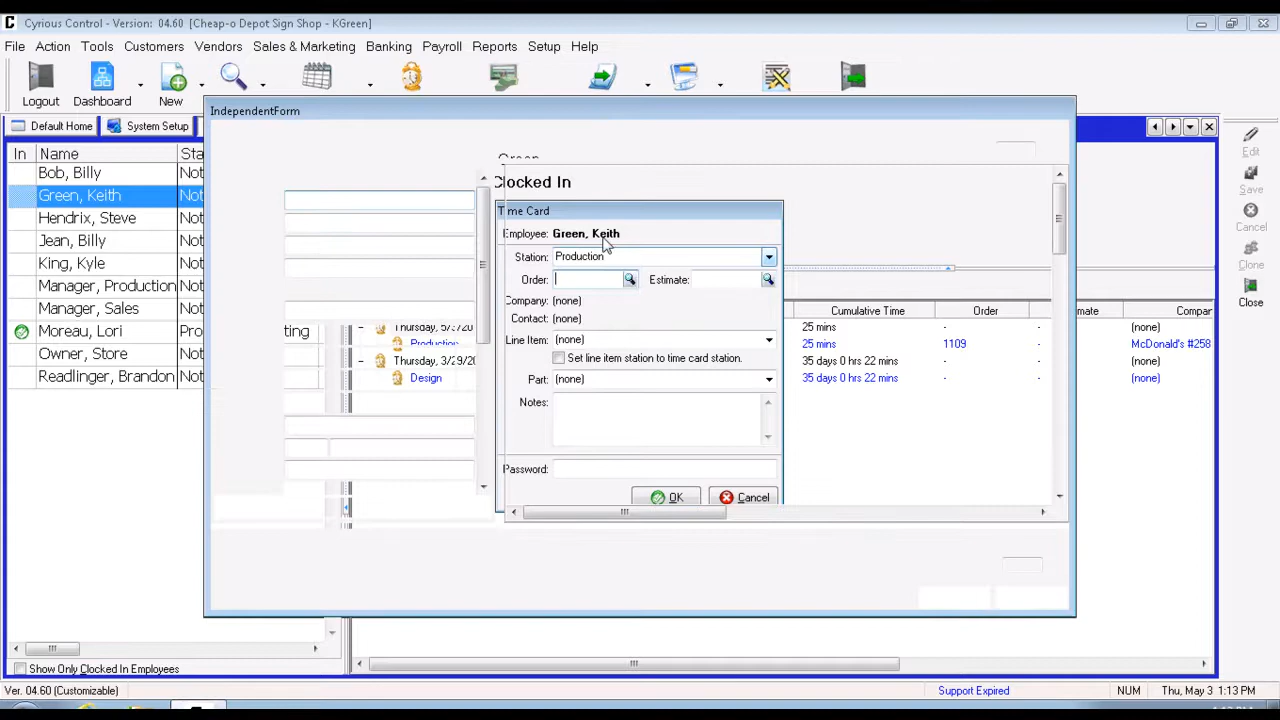 Cyrious Control - Version: 04.60 [Cheap-o Depot Sign Shop - KGreen]
File Action Tools Customers Vendors Sales & Marketing Banking Payroll Reports Setup Help
Logout Dashboard New
IndependentForm
Default Home System Setup
In Name Sta
Bob, Billy Not
Green, Keith Not
Hendrix, Steve Not
Jean, Billy Not
King, Kyle Not
Manager, Production Not
Manager, Sales Not
Moreau, Lori Pro ting
Owner, Store Not
Readlinger, Brandon Not
Green
Clocked In
Time Card
Employee: Green, Keith
Station: Production
Order: Estimate:
Company: (none)
Contact: (none)
Line Item: (none)
Set line item station to time card station.
Part: (none)
Notes:
Password:
OK Cancel
Cumulative Time Order mate Compar
Thursday, 5/?/20 25 mins - - (none)
Production 25 mins 1109 - McDonald's #258
Thursday, 3/29/20 35 days 0 hrs 22 mins - - (none)
Design 35 days 0 hrs 22 mins - - (none)
Edit
Save
Cancel
Clone
Close
Show Only Clocked In Employees
Ver. 04.60 (Customizable) Support Expired NUM Thu, May 3 1:13 PM